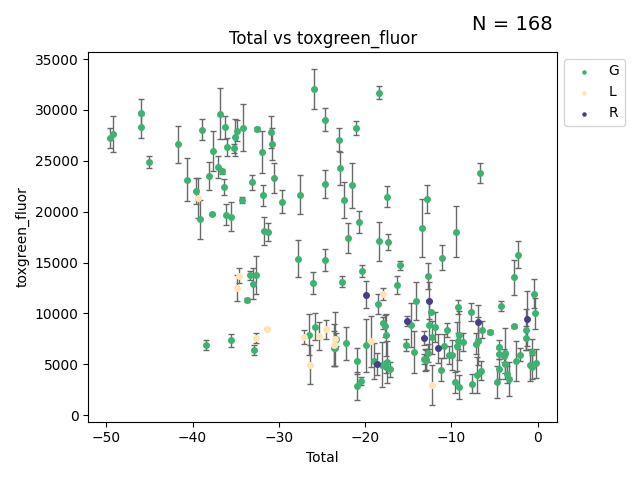 N = 168
Total vs toxgreen_fluor
35000
30000
25000
20000
15000
10000
5000
0
toxgreen_fluor
−50 −40 −30 −20 −10 0
Total
G
L
R